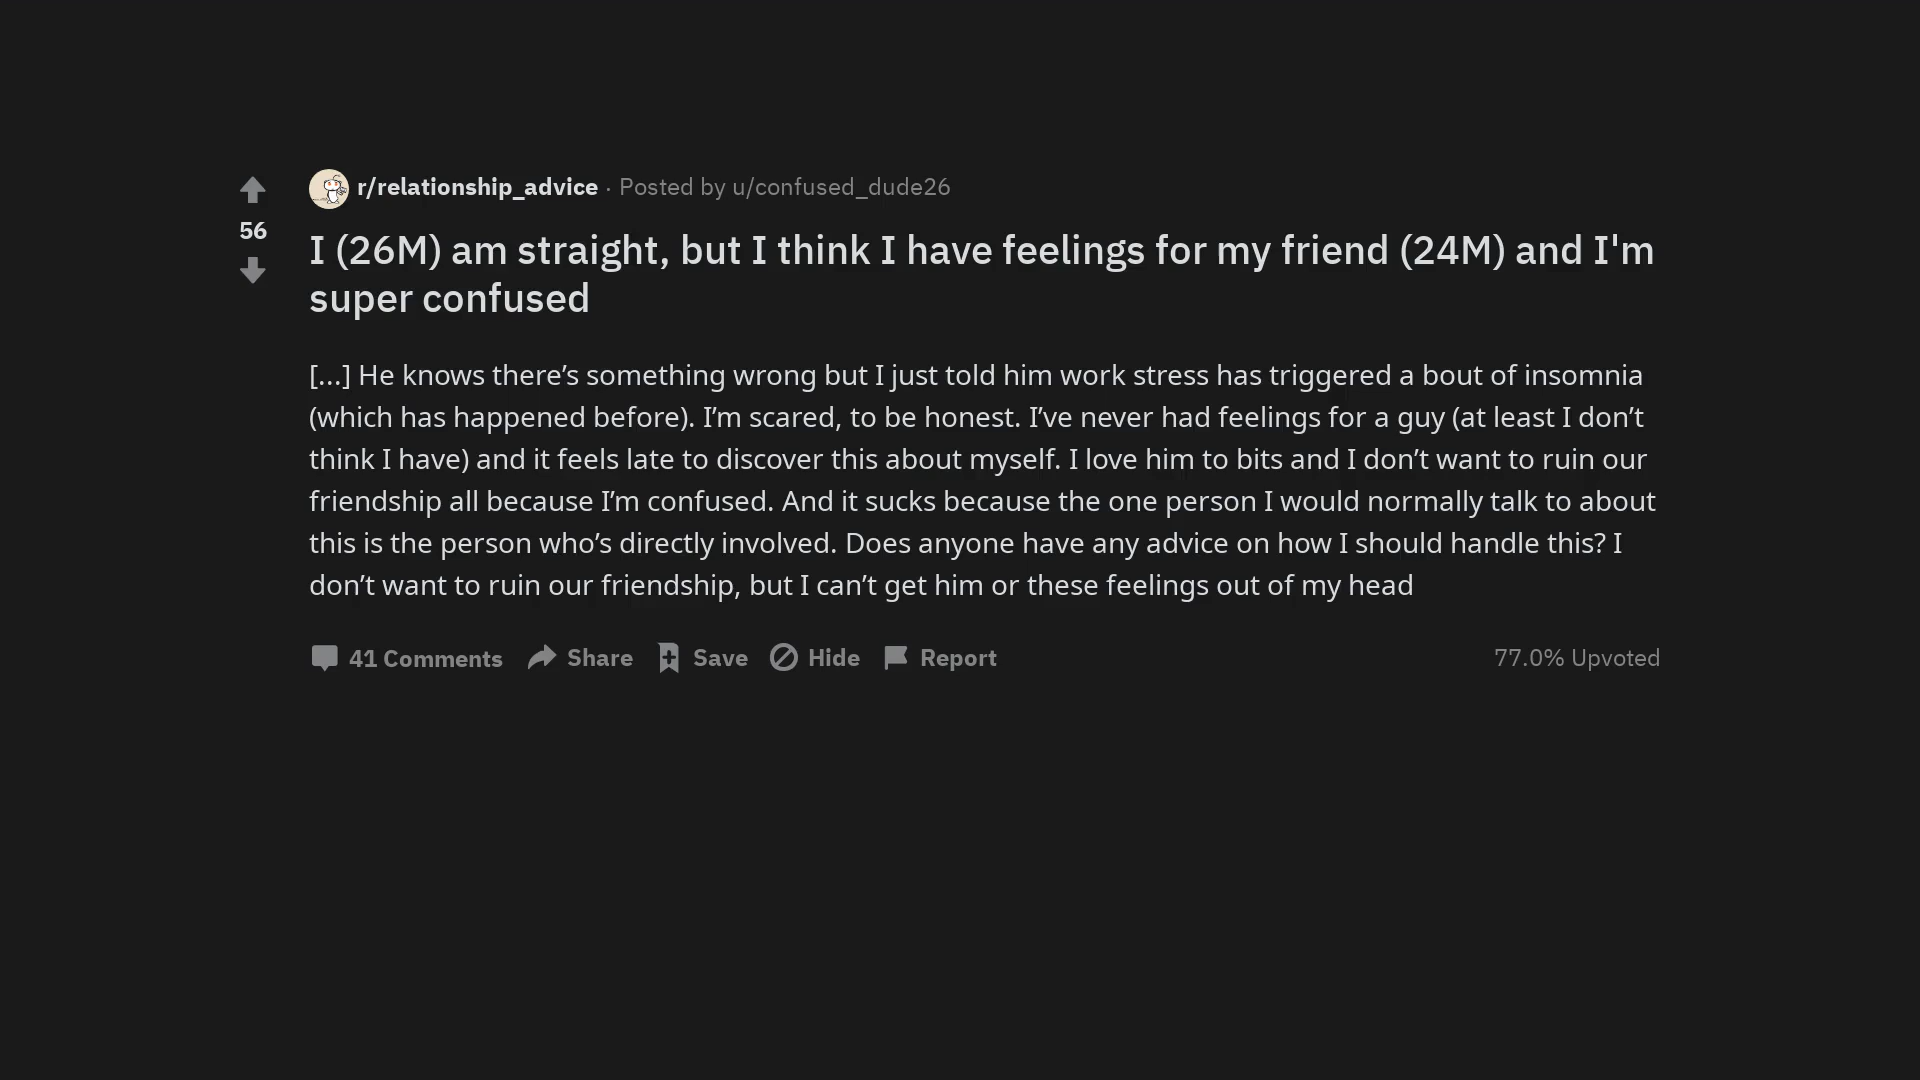 r/relationship_advice · Posted by u/confused_dude26
56
I (26M) am straight, but I think I have feelings for my friend (24M) and I'm
super confused
[...] He knows there’s something wrong but I just told him work stress has triggered a bout of insomnia
(which has happened before). I’m scared, to be honest. I’ve never had feelings for a guy (at least I don’t
think I have) and it feels late to discover this about myself. I love him to bits and I don’t want to ruin our
friendship all because I’m confused. And it sucks because the one person I would normally talk to about
this is the person who’s directly involved. Does anyone have any advice on how I should handle this? I
don’t want to ruin our friendship, but I can’t get him or these feelings out of my head
41 Comments Share Save Hide Report 77.0% Upvoted